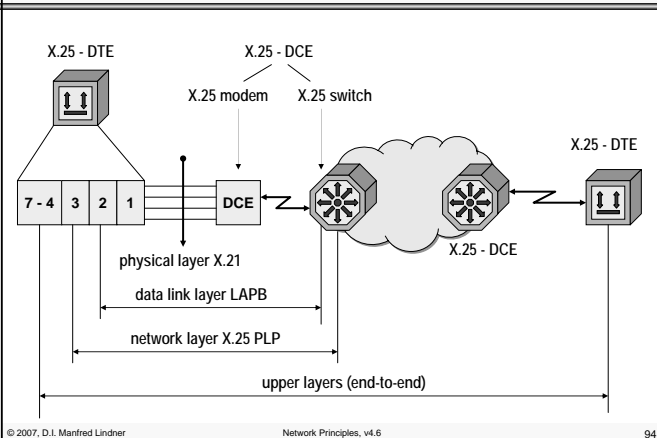 X.25 - DTE
X.25 - DCE
X.25 modem
X.25 switch
X.25 - DTE
7 - 4
3
2
1
DCE
X.25 - DCE
physical layer X.21
data link layer LAPB
network layer X.25 PLP
upper layers (end-to-end)
© 2007, D.I. Manfred Lindner
Network Principles, v4.6
94